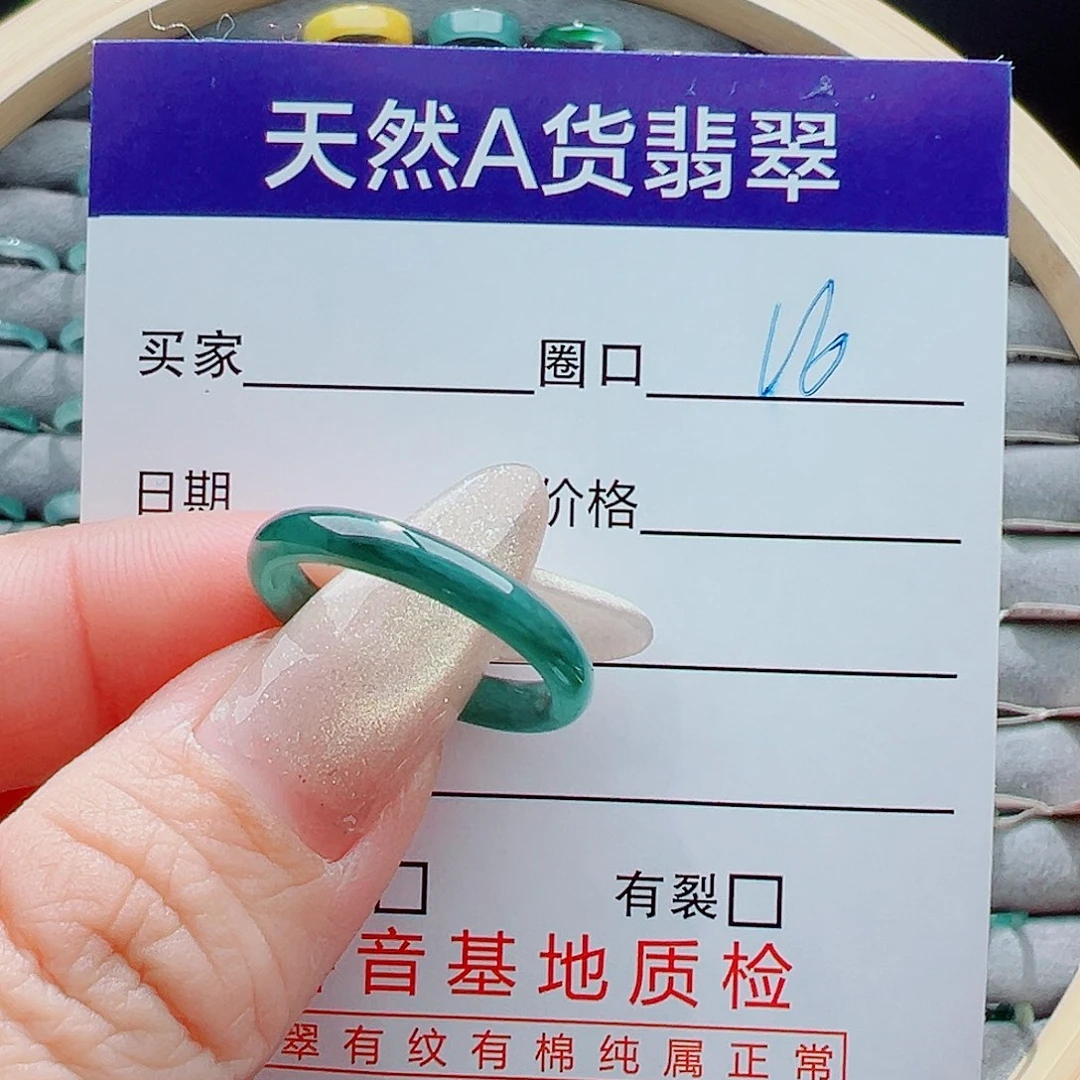 天然A货翡翠
买家 圈口 16
日期 价格
有裂
音基地质检
翠有纹有棉纯属正常